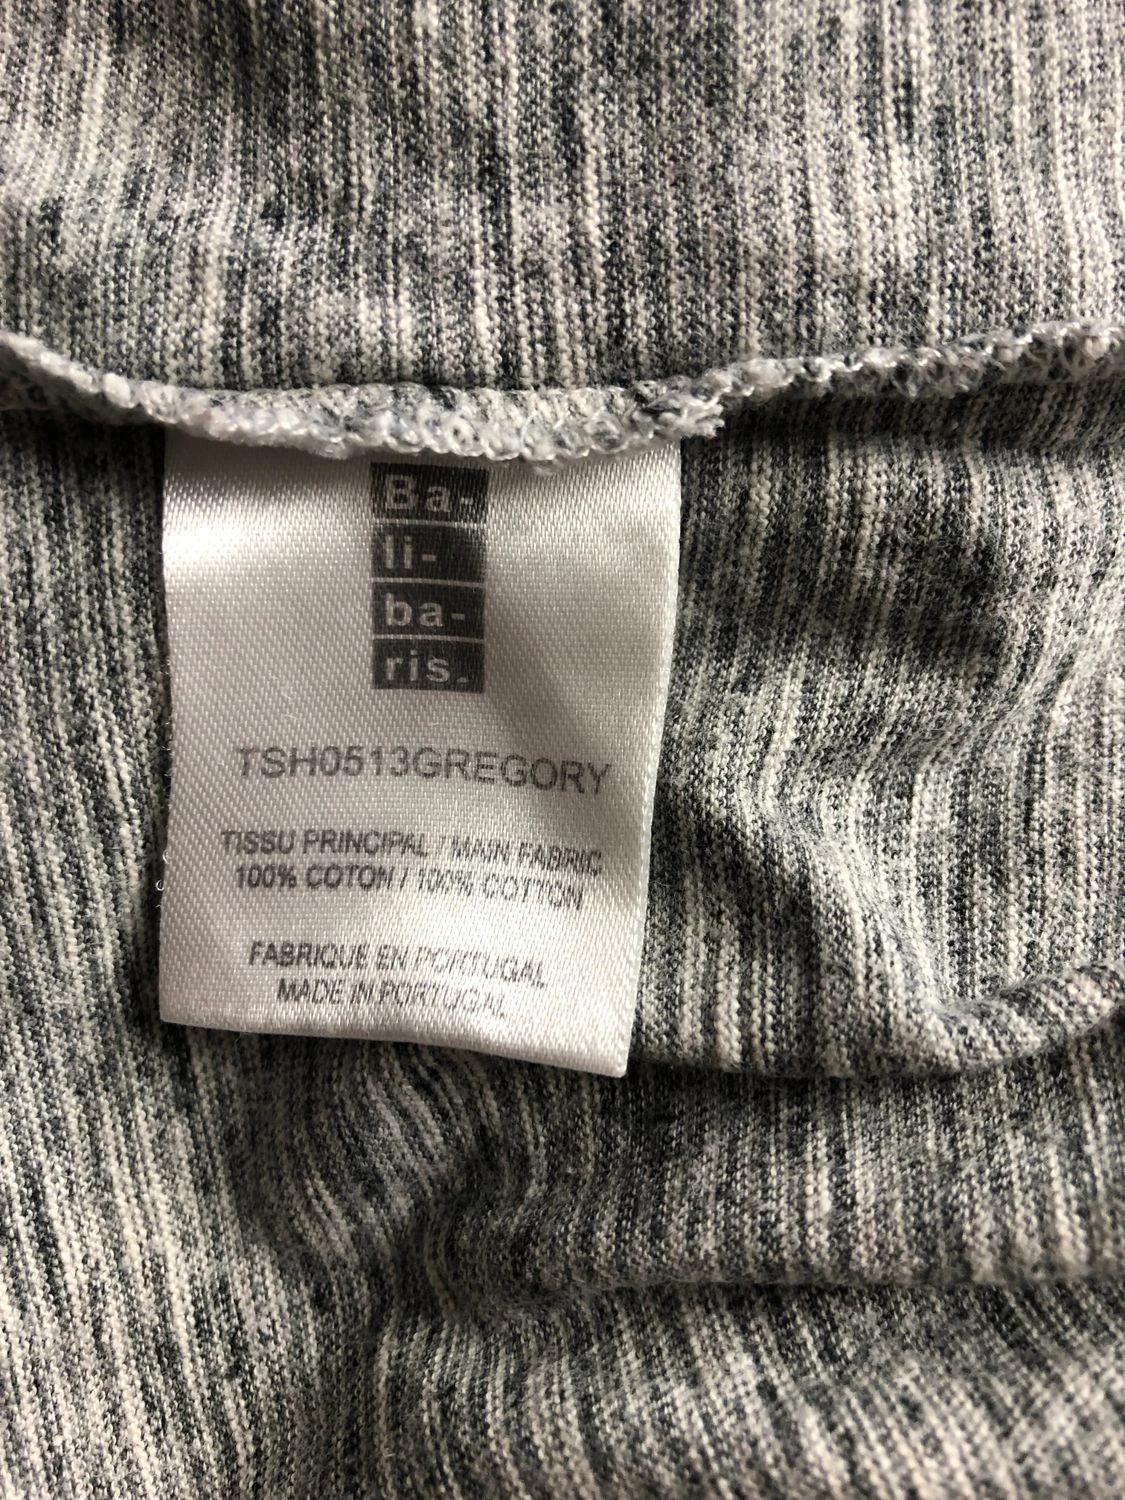 Ba-
li-
ba-
ris.
TSH0513GREGORY
TISSU PRINCIPAL / MAIN FABRIC
100% COTON / 100% COTTON
FABRIQUE EN PORTUGAL
MADE IN PORTUGAL